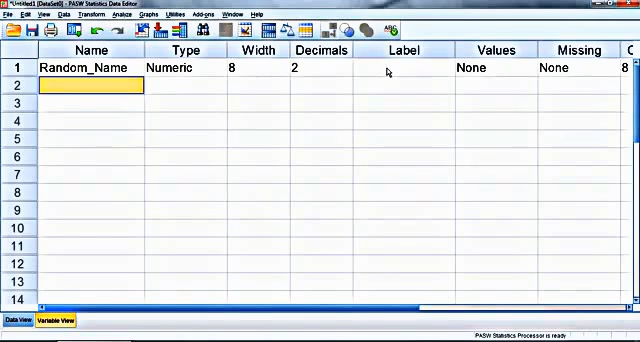 *Untitled1 [DataSet0] - PASW Statistics Data Editor
File Edit View Data Transform Analyze Graphs Utilities Add-ons Window Help
Name Type Width Decimals Label Values Missing C
1 Random_Name Numeric 8 2 None None 8
2
3
4
5
6
7
8
9
10
11
12
13
14
Data View Variable View
PASW Statistics Processor is ready